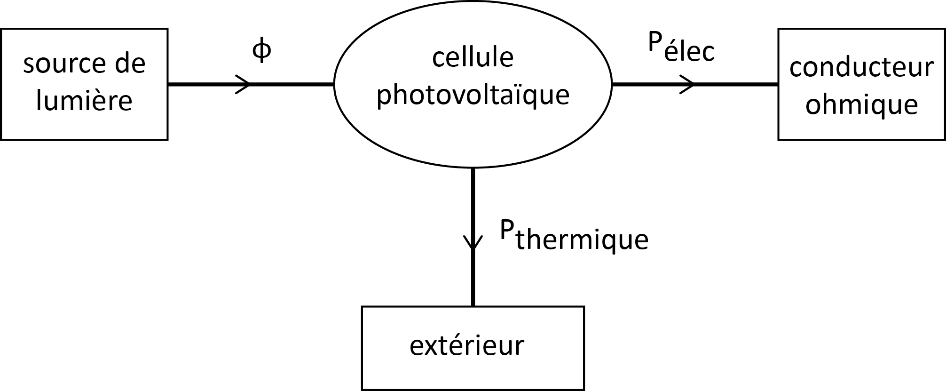 source de
lumière
ϕ
cellule
photovoltaïque
Pélec
conducteur
ohmique
Pthermique
extérieur